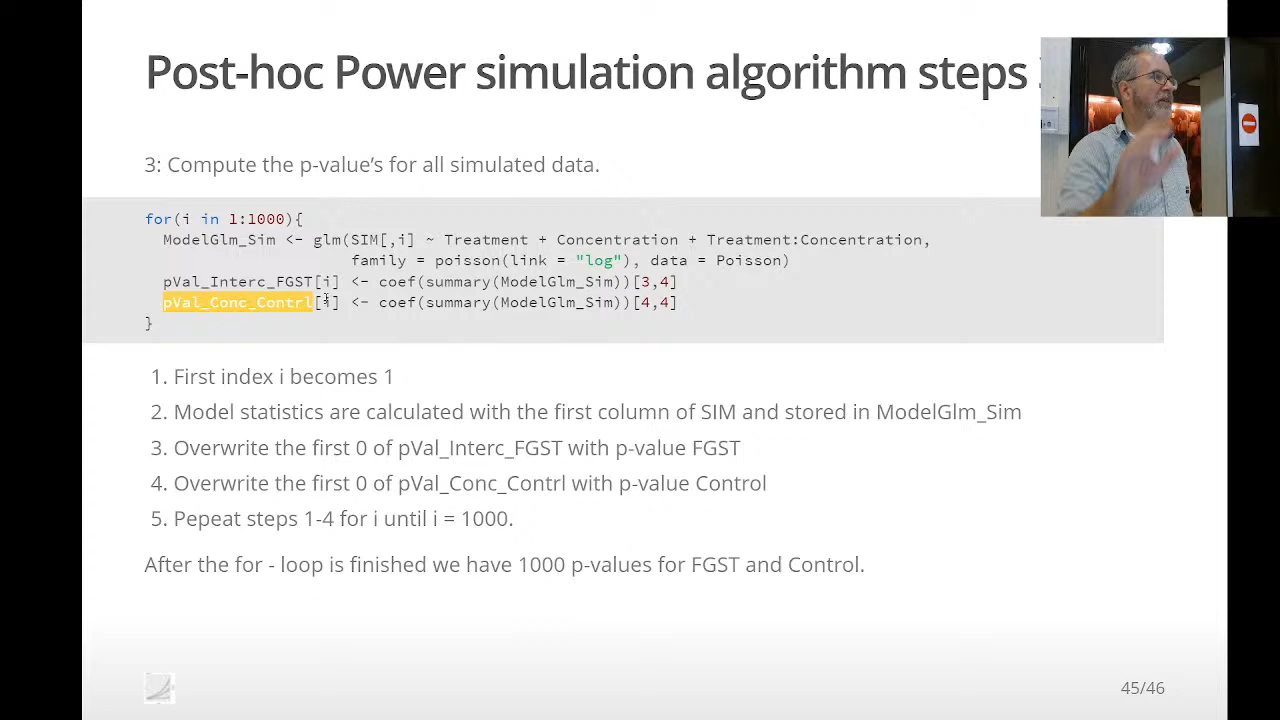 Post-hoc Power simulation algorithm steps
3: Compute the p-value's for all simulated data.
for(i in 1:1000){
ModelGlm_Sim <- glm(SIM[,i] ~ Treatment + Concentration + Treatment:Concentration,
family = poisson(link = "log"), data = Poisson)
pVal_Interc_FGST[i] <- coef(summary(ModelGlm_Sim))[3,4]
pVal_Conc_Contrl[i] <- coef(summary(ModelGlm_Sim))[4,4]
}
1. First index i becomes 1
2. Model statistics are calculated with the first column of SIM and stored in ModelGlm_Sim
3. Overwrite the first 0 of pVal_Interc_FGST with p-value FGST
4. Overwrite the first 0 of pVal_Conc_Contrl with p-value Control
5. Pepeat steps 1-4 for i until i = 1000.
After the for - loop is finished we have 1000 p-values for FGST and Control.
45/46